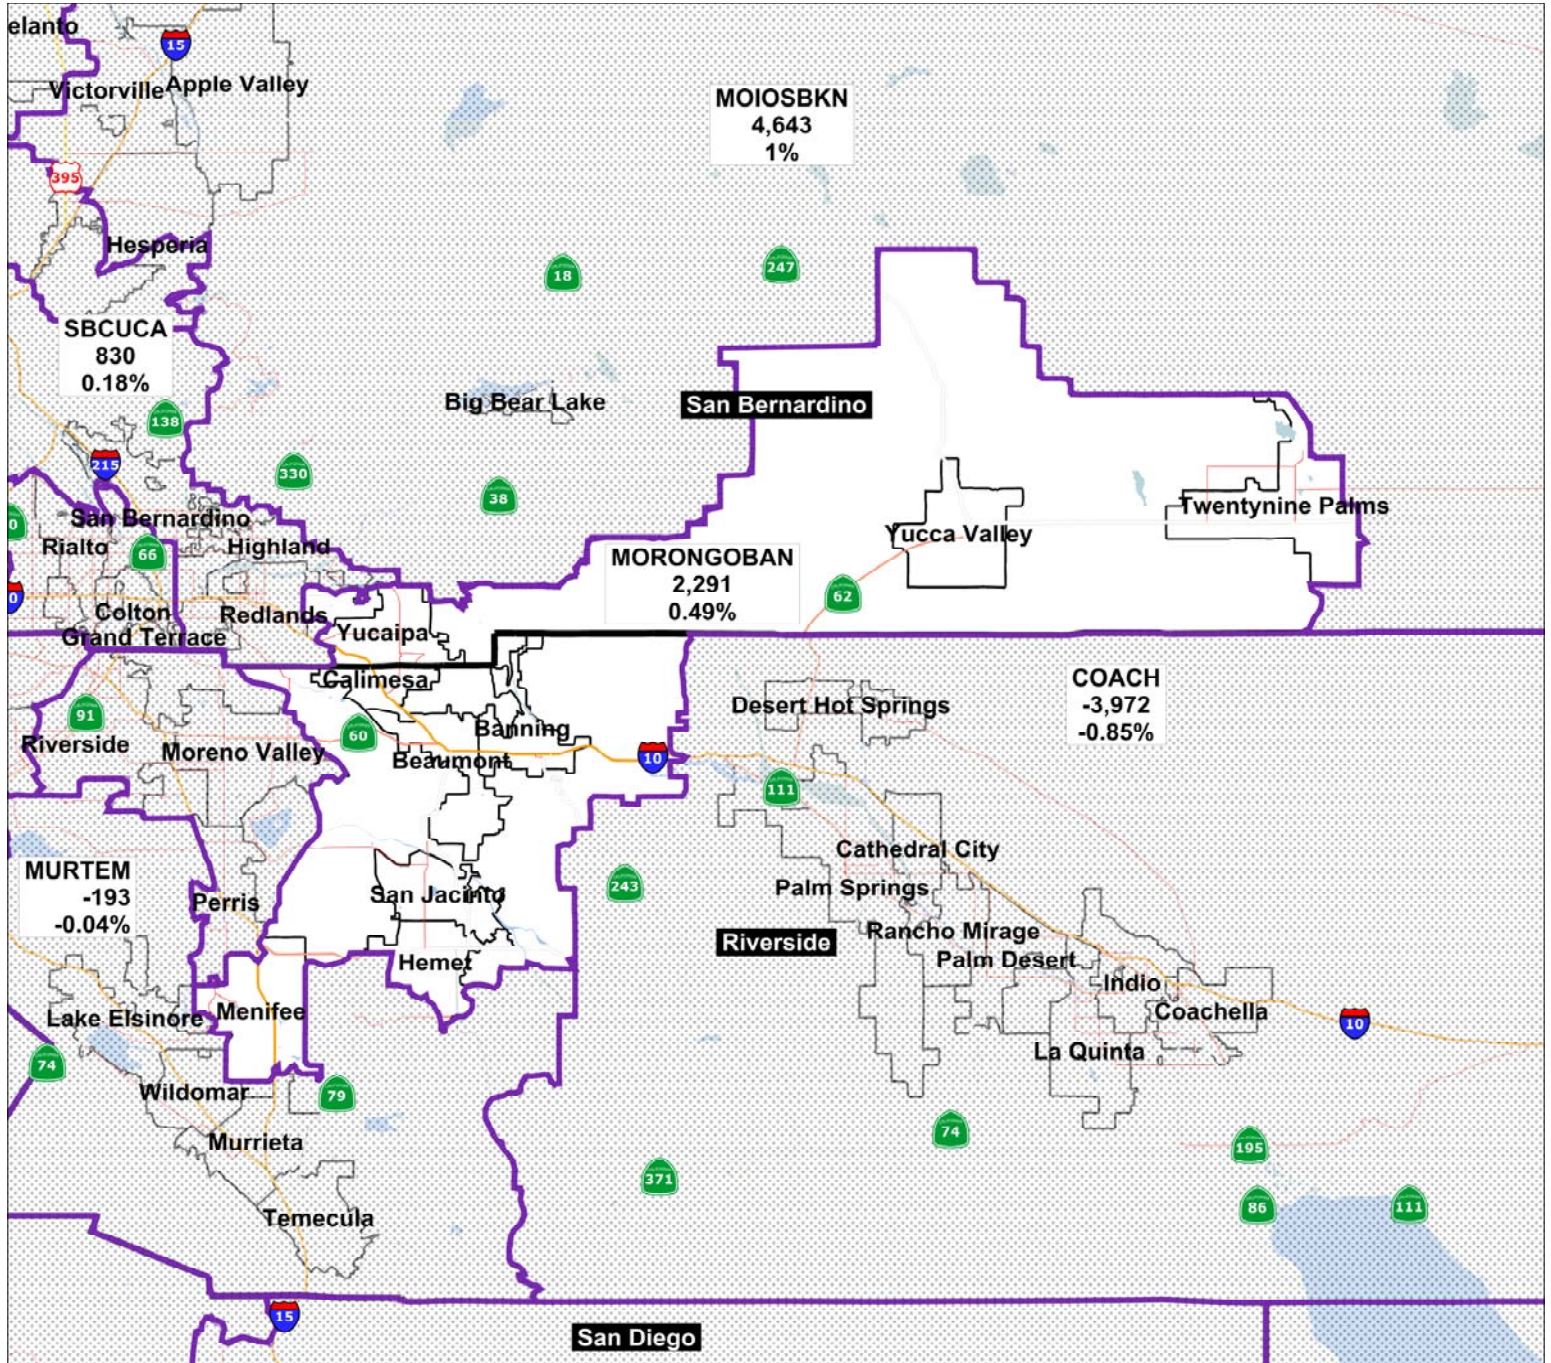 elanto
15
Victorville
Apple Valley
MOIOSBKN
4,643
1%
395
Hesperia
18
247
SBCUCA
830
0.18%
Big Bear Lake
San Bernardino
138
215
330
38
San Bernardino
Twentynine Palms
0
Rialto
66
Highland
Yucca Valley
MORONGOBAN
2,291
0.49%
62
0
Colton
Redlands
Grand Terrace
Yucaipa
Calimesa
COACH
-3,972
-0.85%
Desert Hot Springs
91
Riverside
Moreno Valley
60
Banning
Beaumont
10
111
MURTEM
-193
-0.04%
Cathedral City
243
Palm Springs
Perris
San Jacinto
Rancho Mirage
Riverside
Palm Desert
Hemet
Indio
Lake Elsinore
Menifee
Coachella
10
La Quinta
74
Wildomar
79
74
Murrieta
195
371
Temecula
86
111
15
San Diego